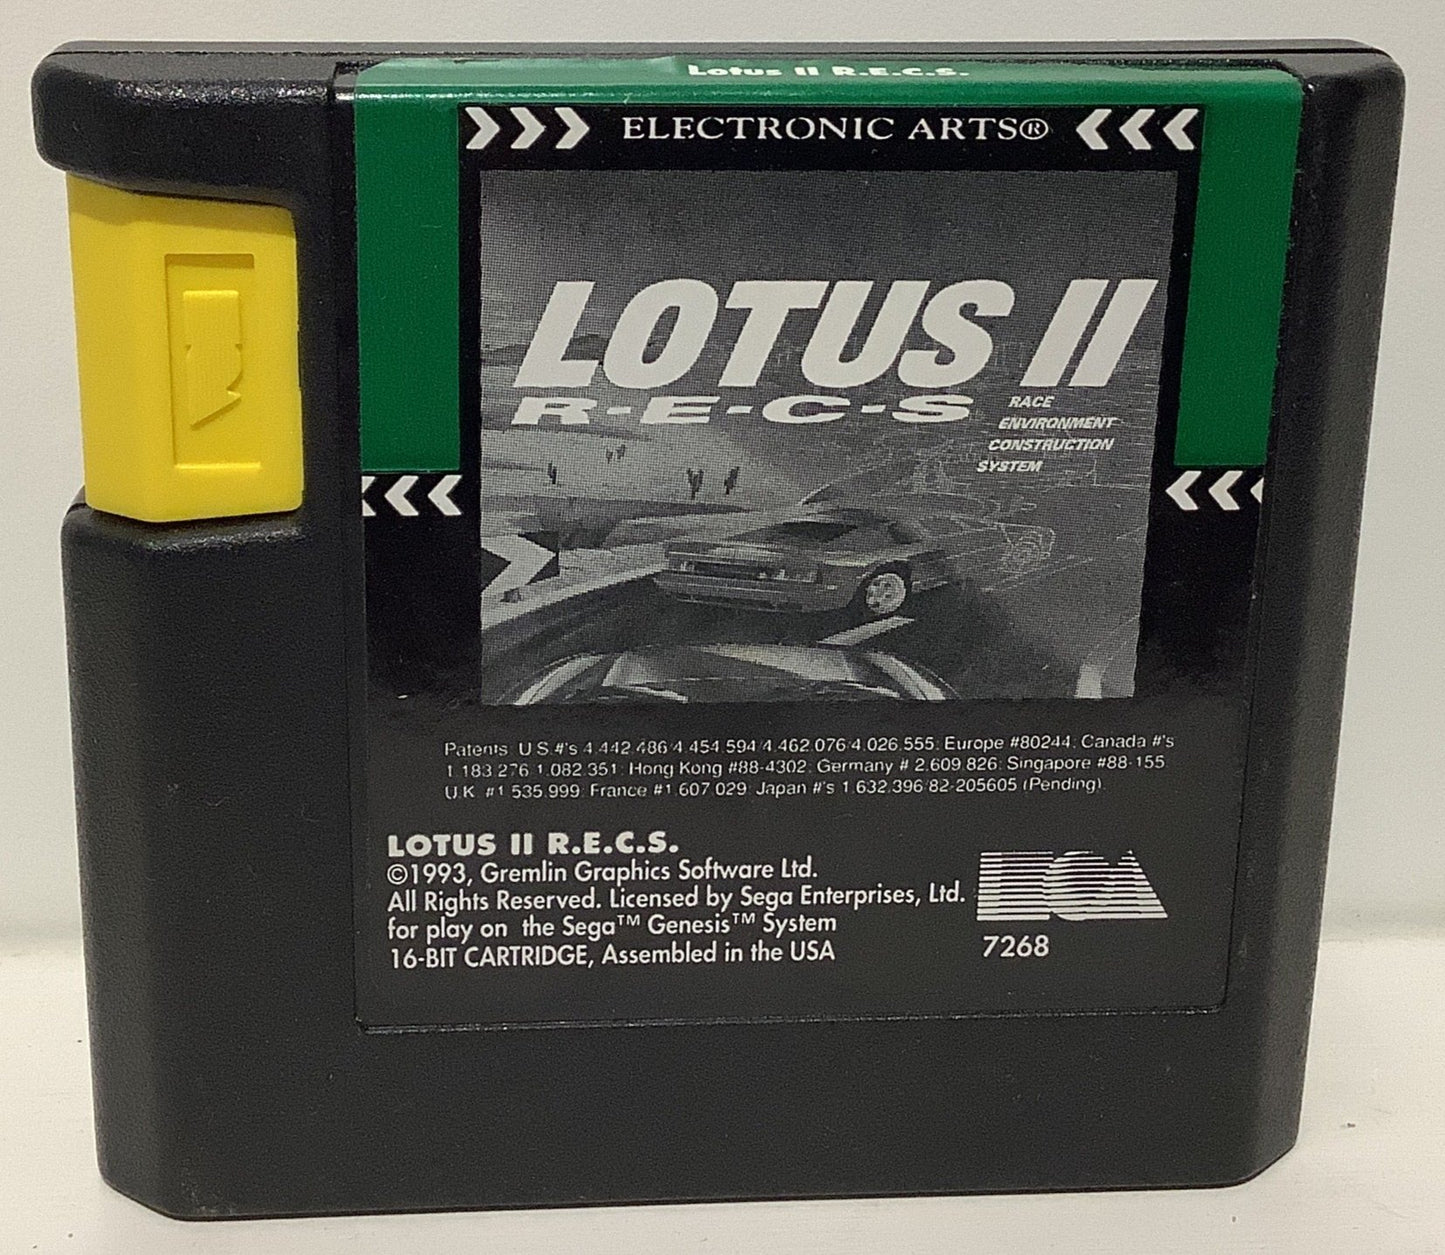 Lotus II R.E.C.S.
ELECTRONIC ARTS®
LOTUS II
R-E-C-S
RACE
ENVIRONMENT
CONSTRUCTION
SYSTEM
Patents: U.S.#'s 4,442,486/4,454,594/4,462,076/4,026,555; Europe #80244; Canada #'s
1,183,276/1,082,351; Hong Kong #88-4302; Germany # 2,609,826; Singapore #88-155
U.K. #1,535,999; France #1,607,029; Japan #'s 1,632,396/82-205605 (Pending).
LOTUS II R.E.C.S.
©1993, Gremlin Graphics Software Ltd.
All Rights Reserved. Licensed by Sega Enterprises, Ltd.
for play on the Sega™ Genesis™ System
16-BIT CARTRIDGE, Assembled in the USA
EA
7268